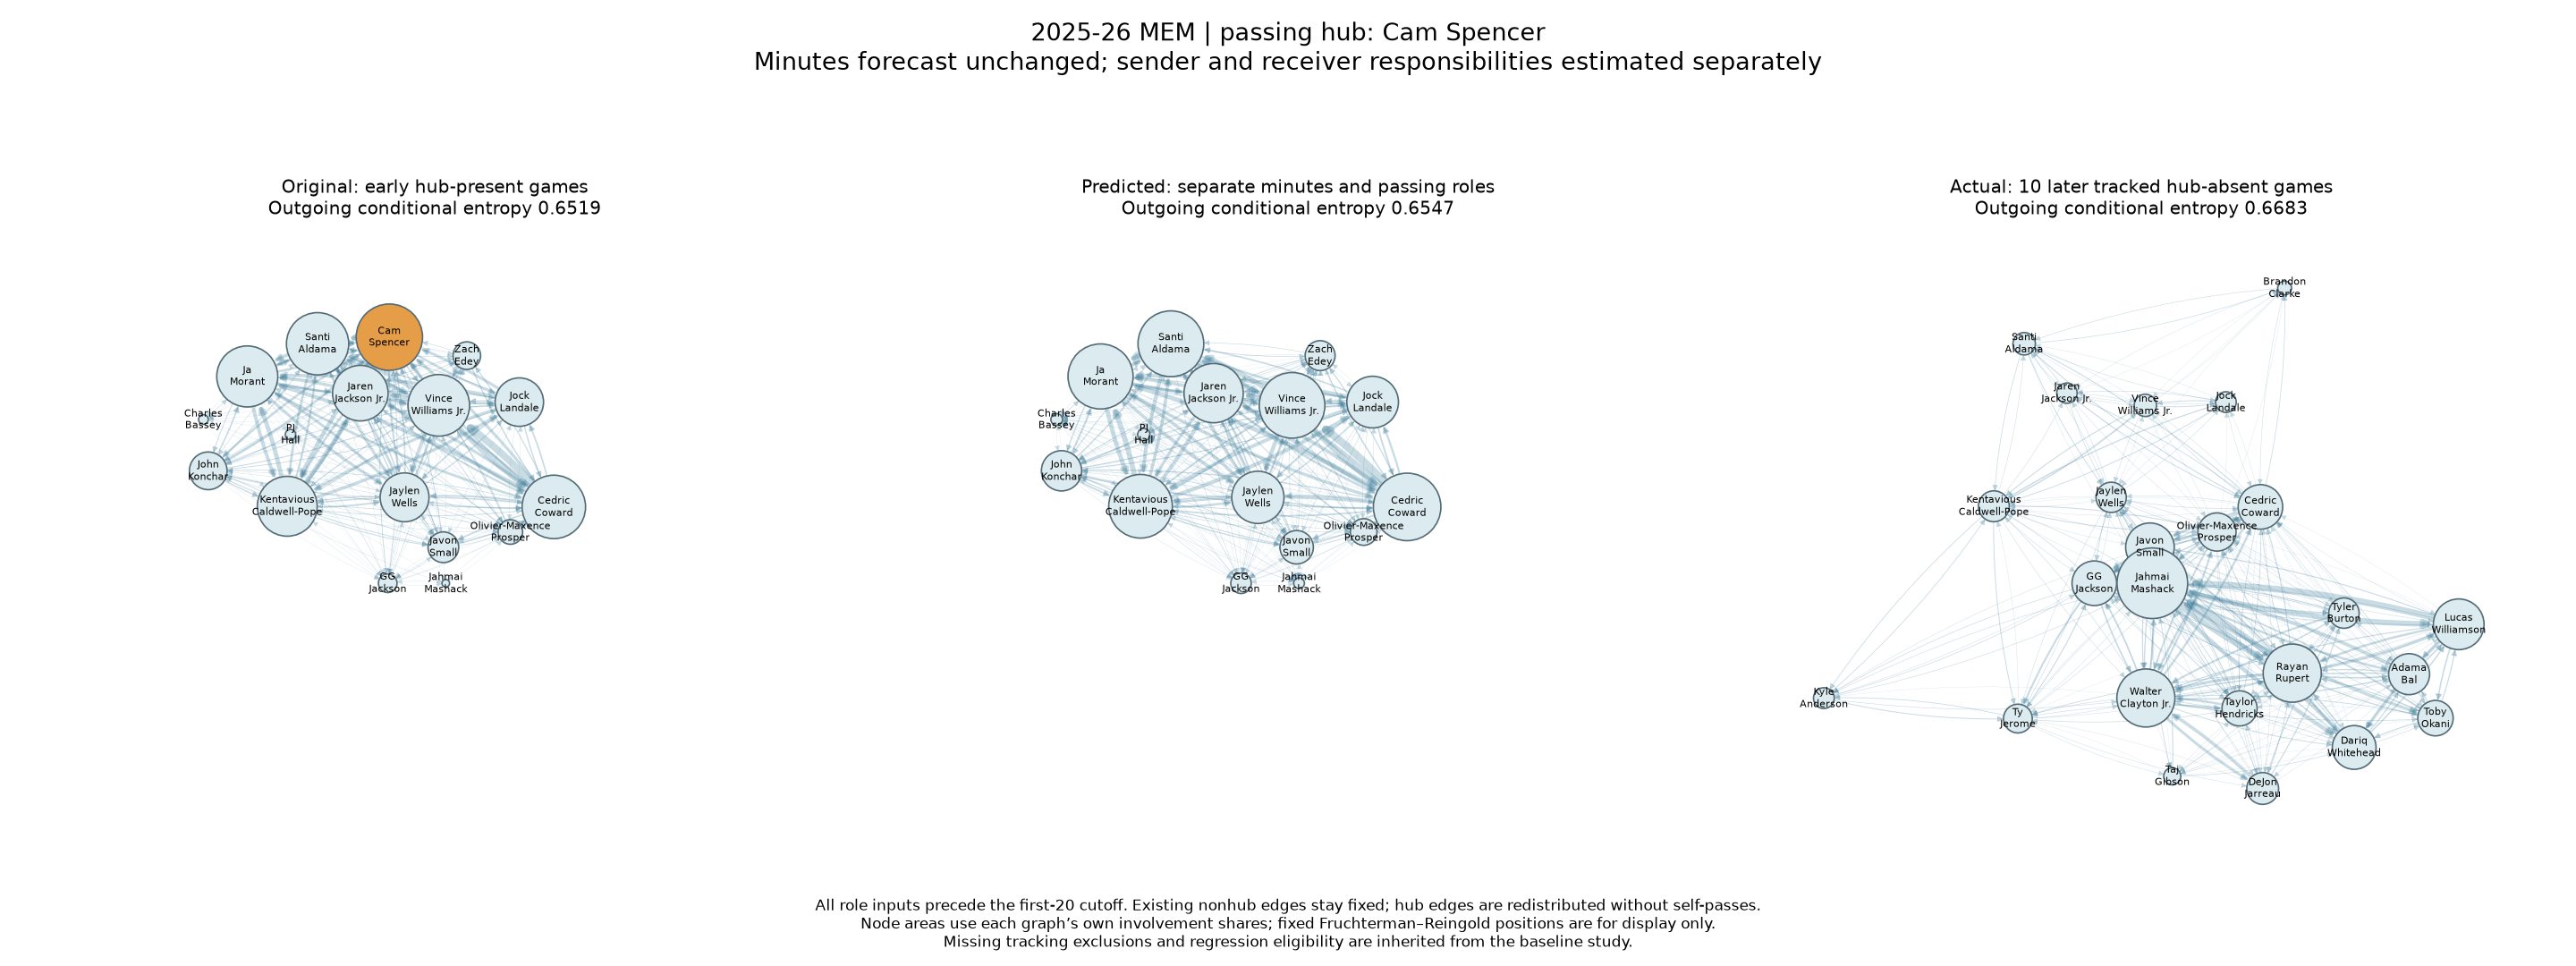 2025-26 MEM | passing hub: Cam Spencer
Minutes forecast unchanged; sender and receiver responsibilities estimated separately
Original: early hub-present games
Outgoing conditional entropy 0.6519
Cam
Spencer
Santi
Aldama
Zach
Edey
Ja
Morant
Jaren
Jackson Jr.
Vince
Williams Jr.
Jock
Landale
Charles
Bassey
PJ
Hall
John
Konchar
Kentavious
Caldwell-Pope
Jaylen
Wells
Cedric
Coward
Olivier-Maxence
Prosper
Javon
Small
GG
Jackson
Jahmai
Mashack
Predicted: separate minutes and passing roles
Outgoing conditional entropy 0.6547
Santi
Aldama
Zach
Edey
Ja
Morant
Jaren
Jackson Jr.
Vince
Williams Jr.
Jock
Landale
Charles
Bassey
PJ
Hall
John
Konchar
Kentavious
Caldwell-Pope
Jaylen
Wells
Cedric
Coward
Olivier-Maxence
Prosper
Javon
Small
GG
Jackson
Jahmai
Mashack
Actual: 10 later tracked hub-absent games
Outgoing conditional entropy 0.6683
Brandon
Clarke
Santi
Aldama
Jaren
Jackson Jr.
Vince
Williams Jr.
Jock
Landale
Kentavious
Caldwell-Pope
Jaylen
Wells
Cedric
Coward
Olivier-Maxence
Prosper
Javon
Small
GG
Jackson
Jahmai
Mashack
Tyler
Burton
Lucas
Williamson
Rayan
Rupert
Adama
Bal
Kyle
Anderson
Walter
Clayton Jr.
Taylor
Hendricks
Ty
Jerome
Toby
Okani
Dariq
Whitehead
Taj
Gibson
DeJon
Jarreau
All role inputs precede the first-20 cutoff. Existing nonhub edges stay fixed; hub edges are redistributed without self-passes.
Node areas use each graph’s own involvement shares; fixed Fruchterman–Reingold positions are for display only.
Missing tracking exclusions and regression eligibility are inherited from the baseline study.